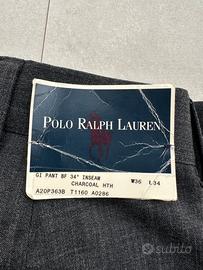 POLO RALPH LAUREN
GI PANT BF 34" INSEAM W36 L34
CHARCOAL HTH
A20P363B T1160 A0286
subito